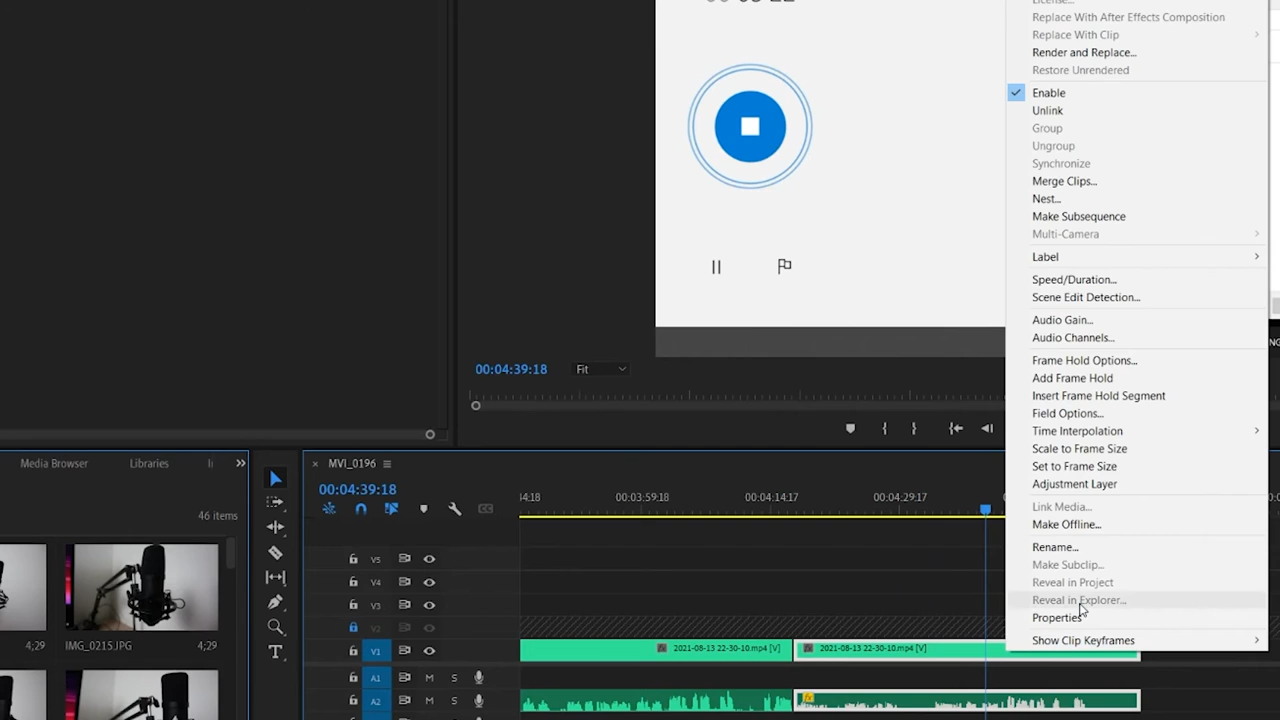 Replace With After Effects Composition
Replace With Clip
Render and Replace...
Restore Unrendered
Enable
Unlink
Group
Ungroup
Synchronize
Merge Clips...
Nest...
Make Subsequence
Multi-Camera
Label
Speed/Duration...
Scene Edit Detection...
Audio Gain...
Audio Channels...
Frame Hold Options...
Add Frame Hold
Insert Frame Hold Segment
Field Options...
Time Interpolation
Scale to Frame Size
Set to Frame Size
Adjustment Layer
Link Media...
Make Offline...
Rename...
Make Subclip...
Reveal in Project
Reveal in Explorer...
Properties
Show Clip Keyframes
00:04:39:18
Fit
Media Browser
Libraries
46 items
4;29
IMG_0215.JPG
4;29
MVI_0196
00:04:39:18
54:18
00:03:59:18
00:04:14:17
00:04:29:17
V5
V4
V3
V2
V1
2021-08-13 22-30-10.mp4 [V]
2021-08-13 22-30-10.mp4 [V]
A1
M
S
A2
M
S